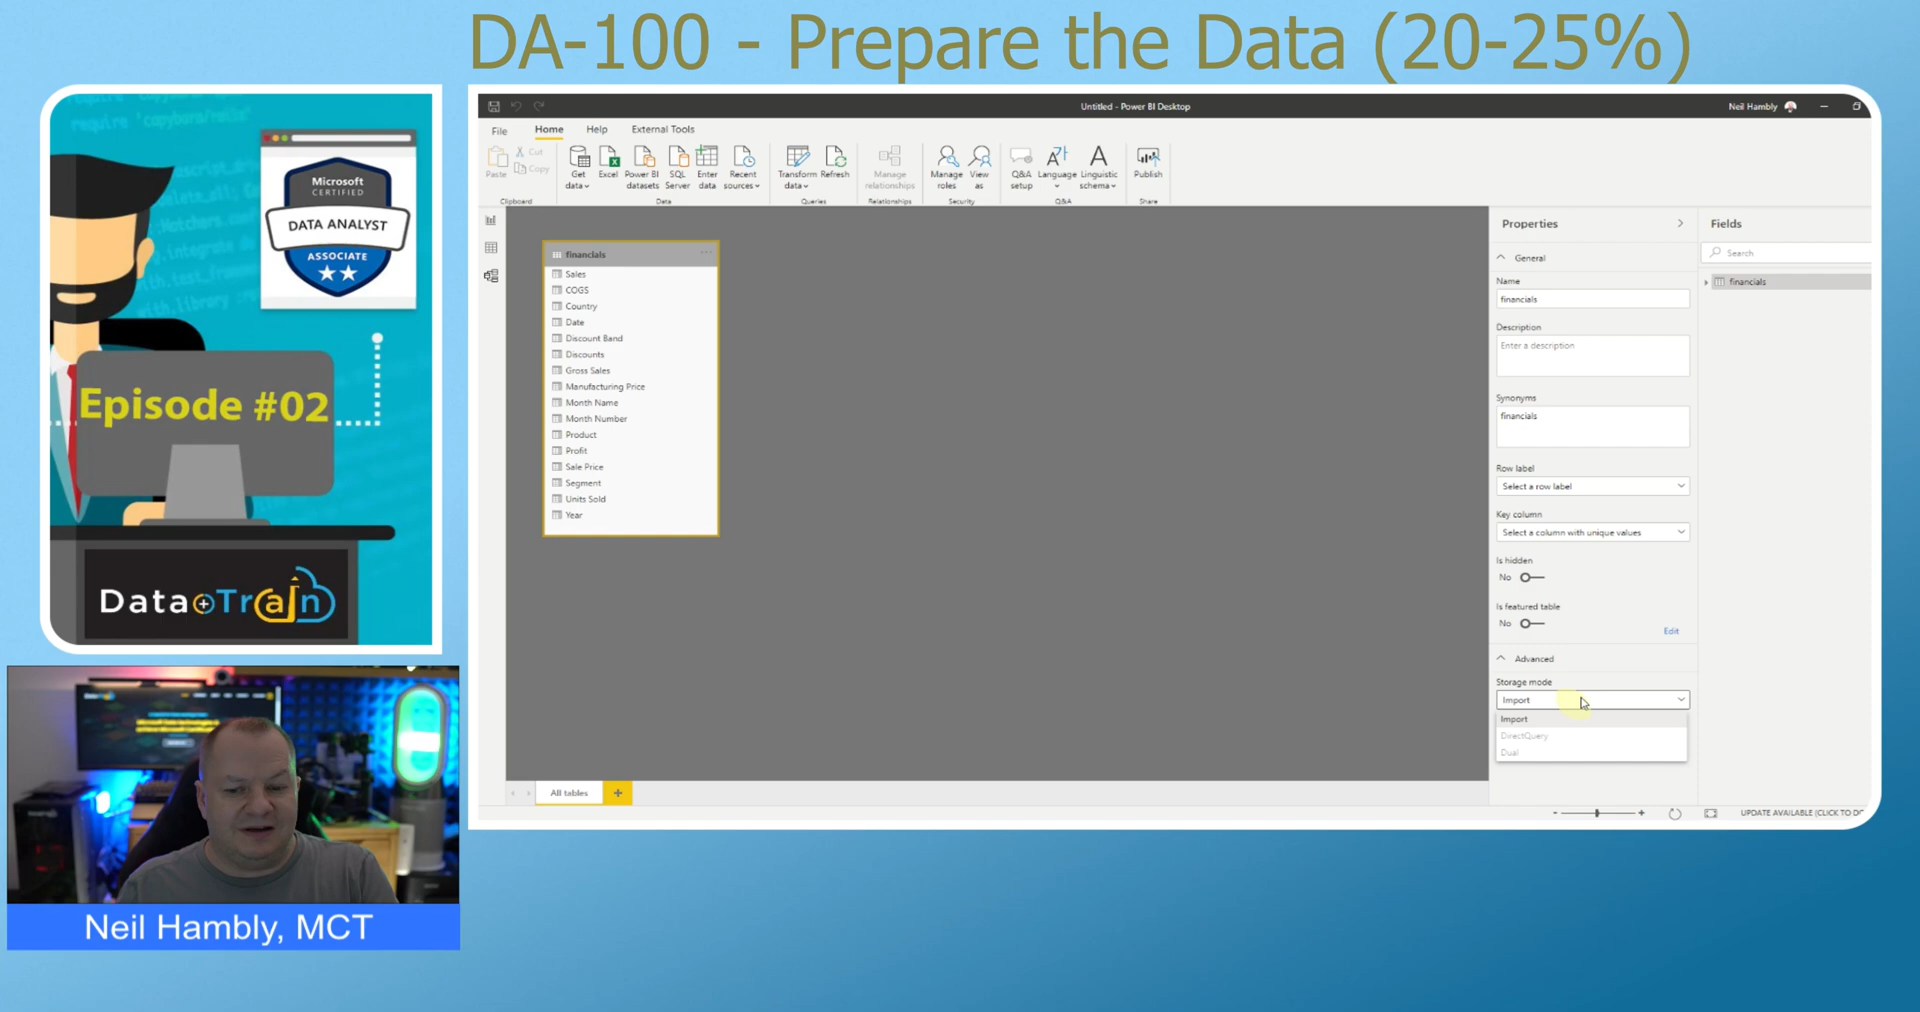 DA-100 - Prepare the Data (20-25%)
Microsoft
CERTIFIED
DATA ANALYST
ASSOCIATE
Episode #02
Data+Train
Neil Hambly, MCT
Untitled - Power BI Desktop
Neil Hambly
File
Home
Help
External Tools
Paste
Cut
Copy
Clipboard
Get data
Excel
Power BI datasets
SQL Server
Enter data
Recent sources
Data
Transform data
Refresh
Queries
Manage relationships
Relationships
Manage roles
View as
Security
Q&A setup
Language
Linguistic schema
Q&A
Publish
Share
financials
Sales
COGS
Country
Date
Discount Band
Discounts
Gross Sales
Manufacturing Price
Month Name
Month Number
Product
Profit
Sale Price
Segment
Units Sold
Year
All tables
Properties
General
Name
financials
Description
Enter a description
Synonyms
financials
Row label
Select a row label
Key column
Select a column with unique values
Is hidden
No
Is featured table
No
Edit
Advanced
Storage mode
Import
Import
DirectQuery
Dual
Fields
Search
financials
UPDATE AVAILABLE (CLICK TO